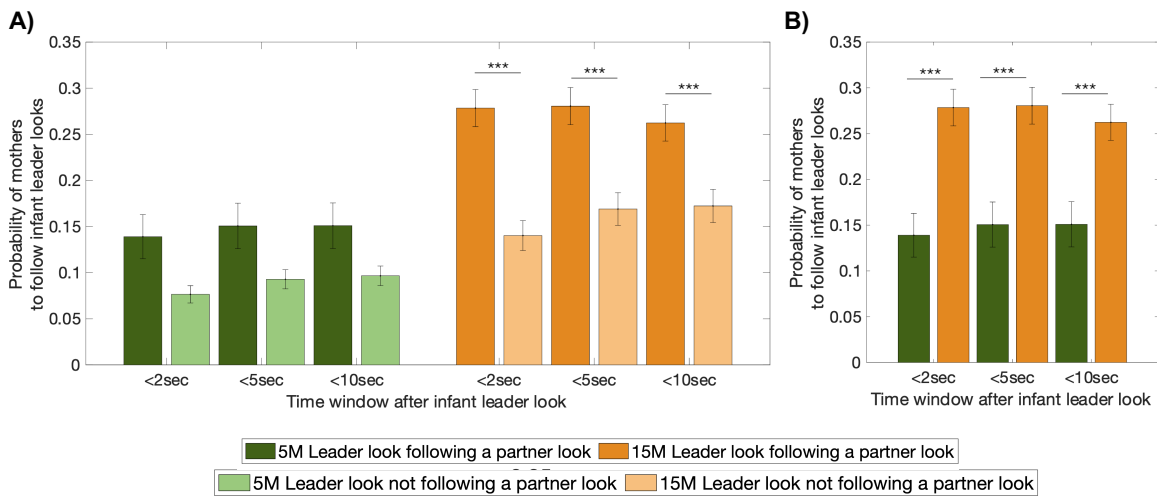 A)
0.35
0.3
0.25
0.2
0.15
0.1
0.05
0
Probability of mothers
to follow infant leader looks
*** *** ***
<2sec <5sec <10sec <2sec <5sec <10sec
Time window after infant leader look
B)
0.35
0.3
0.25
0.2
0.15
0.1
0.05
0
Probability of mothers
to follow infant leader looks
*** *** ***
<2sec <5sec <10sec
Time window after infant leader look
5M Leader look following a partner look 15M Leader look following a partner look
5M Leader look not following a partner look 15M Leader look not following a partner look